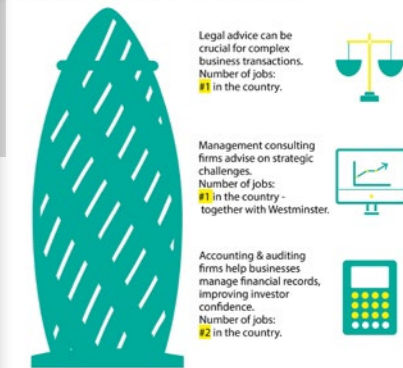 Legal advice can be
crucial for complex
business transactions.
Number of jobs:
#1 in the country.
Management consulting
firms advise on strategic
challenges.
Number of jobs:
#1 in the country -
together with Westminster.
Accounting & auditing
firms help businesses
manage financial records,
improving investor
confidence.
Number of jobs:
#2 in the country.